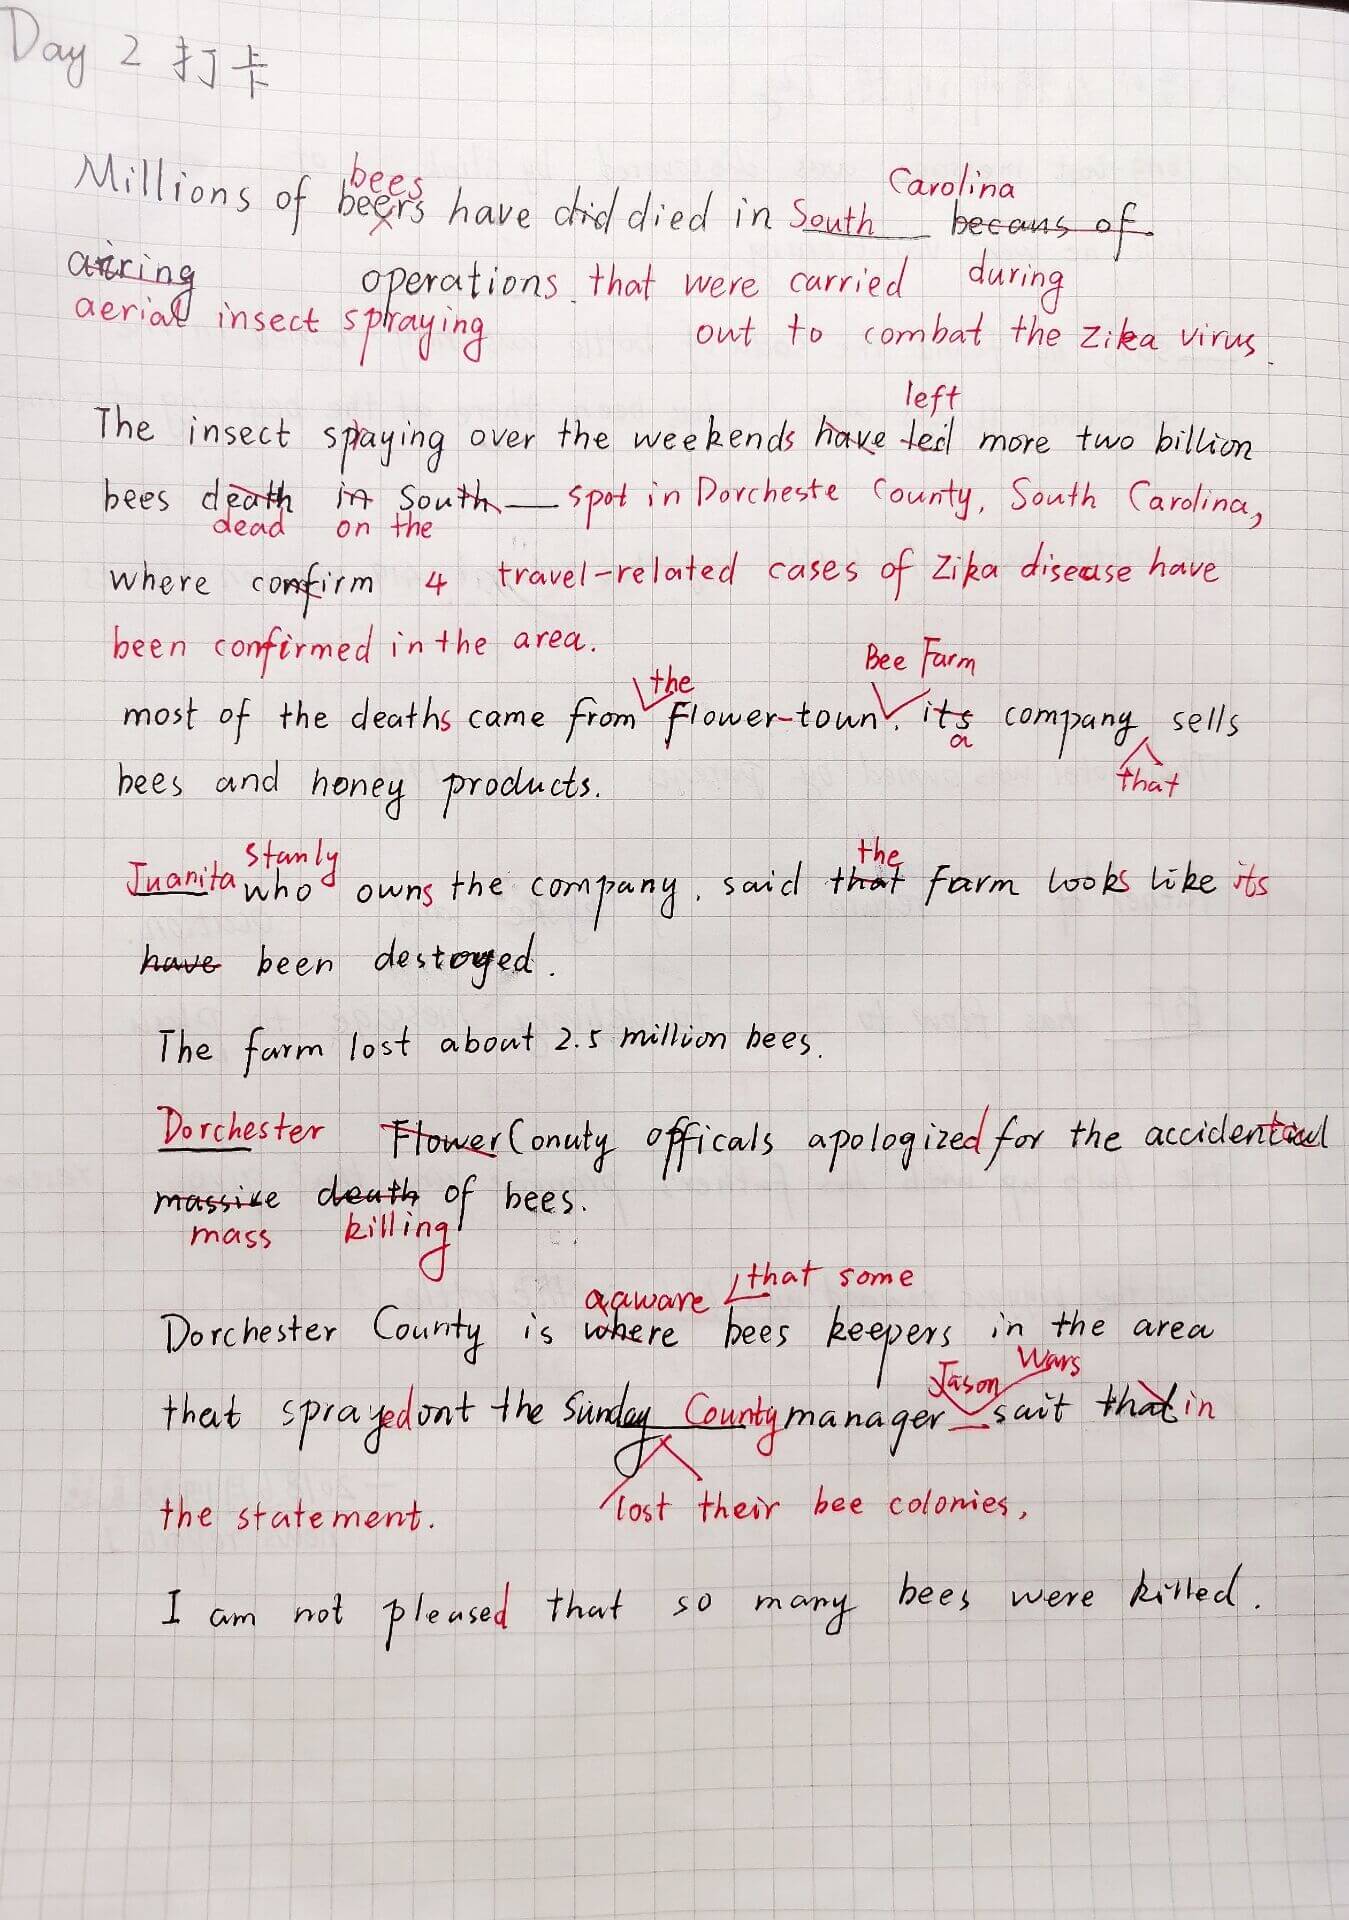 Day 2 打卡
bees Carolina
Millions of beers have did died in South becaus of
airing operations that were carried during
aerial insect spraying out to combat the Zika virus.
left
The insect spraying over the weekends have led more two billion
bees death in South spot in Dorcheste County, South Carolina,
dead on the
where confirm 4 travel-related cases of Zika disease have
been confirmed in the area.
the Bee Farm
most of the deaths came from Flower-toun. its company sells
a that
bees and honey products.
Stanly the
Juanita who owns the company, said that farm looks like its
have been destoyed.
The farm lost about 2.5 million bees.
Dorchester Flower Conuty officals apologized for the accidental
massive death of bees.
mass killing
aware that some
Dorchester County is where bees keepers in the area
Jason Wars
that sprayed ont the Sunday County manager sait that in
the statement. lost their bee colonies,
I am not pleased that so many bees were killed.